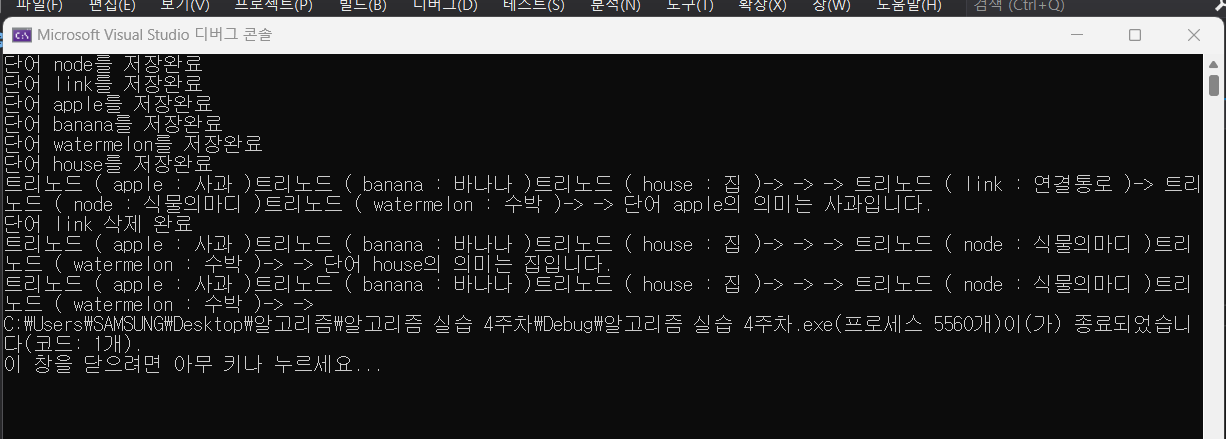 파일(F) 편집(E) 보기(V) 프로젝트(P) 빌드(B) 디버그(D) 테스트(S) 분석(N) 도구(T) 확장(X) 창(W) 도움말(H) 검색 (Ctrl+Q)
Microsoft Visual Studio 디버그 콘솔
단어 node를 저장완료
단어 link를 저장완료
단어 apple를 저장완료
단어 banana를 저장완료
단어 watermelon를 저장완료
단어 house를 저장완료
트리노드 ( apple : 사과 )트리노드 ( banana : 바나나 )트리노드 ( house : 집 )-> -> -> 트리노드 ( link : 연결통로 )-> 트리
노드 ( node : 식물의마디 )트리노드 ( watermelon : 수박 )-> -> 단어 apple의 의미는 사과입니다.
단어 link 삭제 완료
트리노드 ( apple : 사과 )트리노드 ( banana : 바나나 )트리노드 ( house : 집 )-> -> -> 트리노드 ( node : 식물의마디 )트리
노드 ( watermelon : 수박 )-> -> 단어 house의 의미는 집입니다.
트리노드 ( apple : 사과 )트리노드 ( banana : 바나나 )트리노드 ( house : 집 )-> -> -> 트리노드 ( node : 식물의마디 )트리
노드 ( watermelon : 수박 )-> ->
C:₩Users₩SAMSUNG₩Desktop₩알고리즘₩알고리즘 실습 4주차₩Debug₩알고리즘 실습 4주차.exe(프로세스 5560개)이(가) 종료되었습니
다(코드: 1개).
이 창을 닫으려면 아무 키나 누르세요...